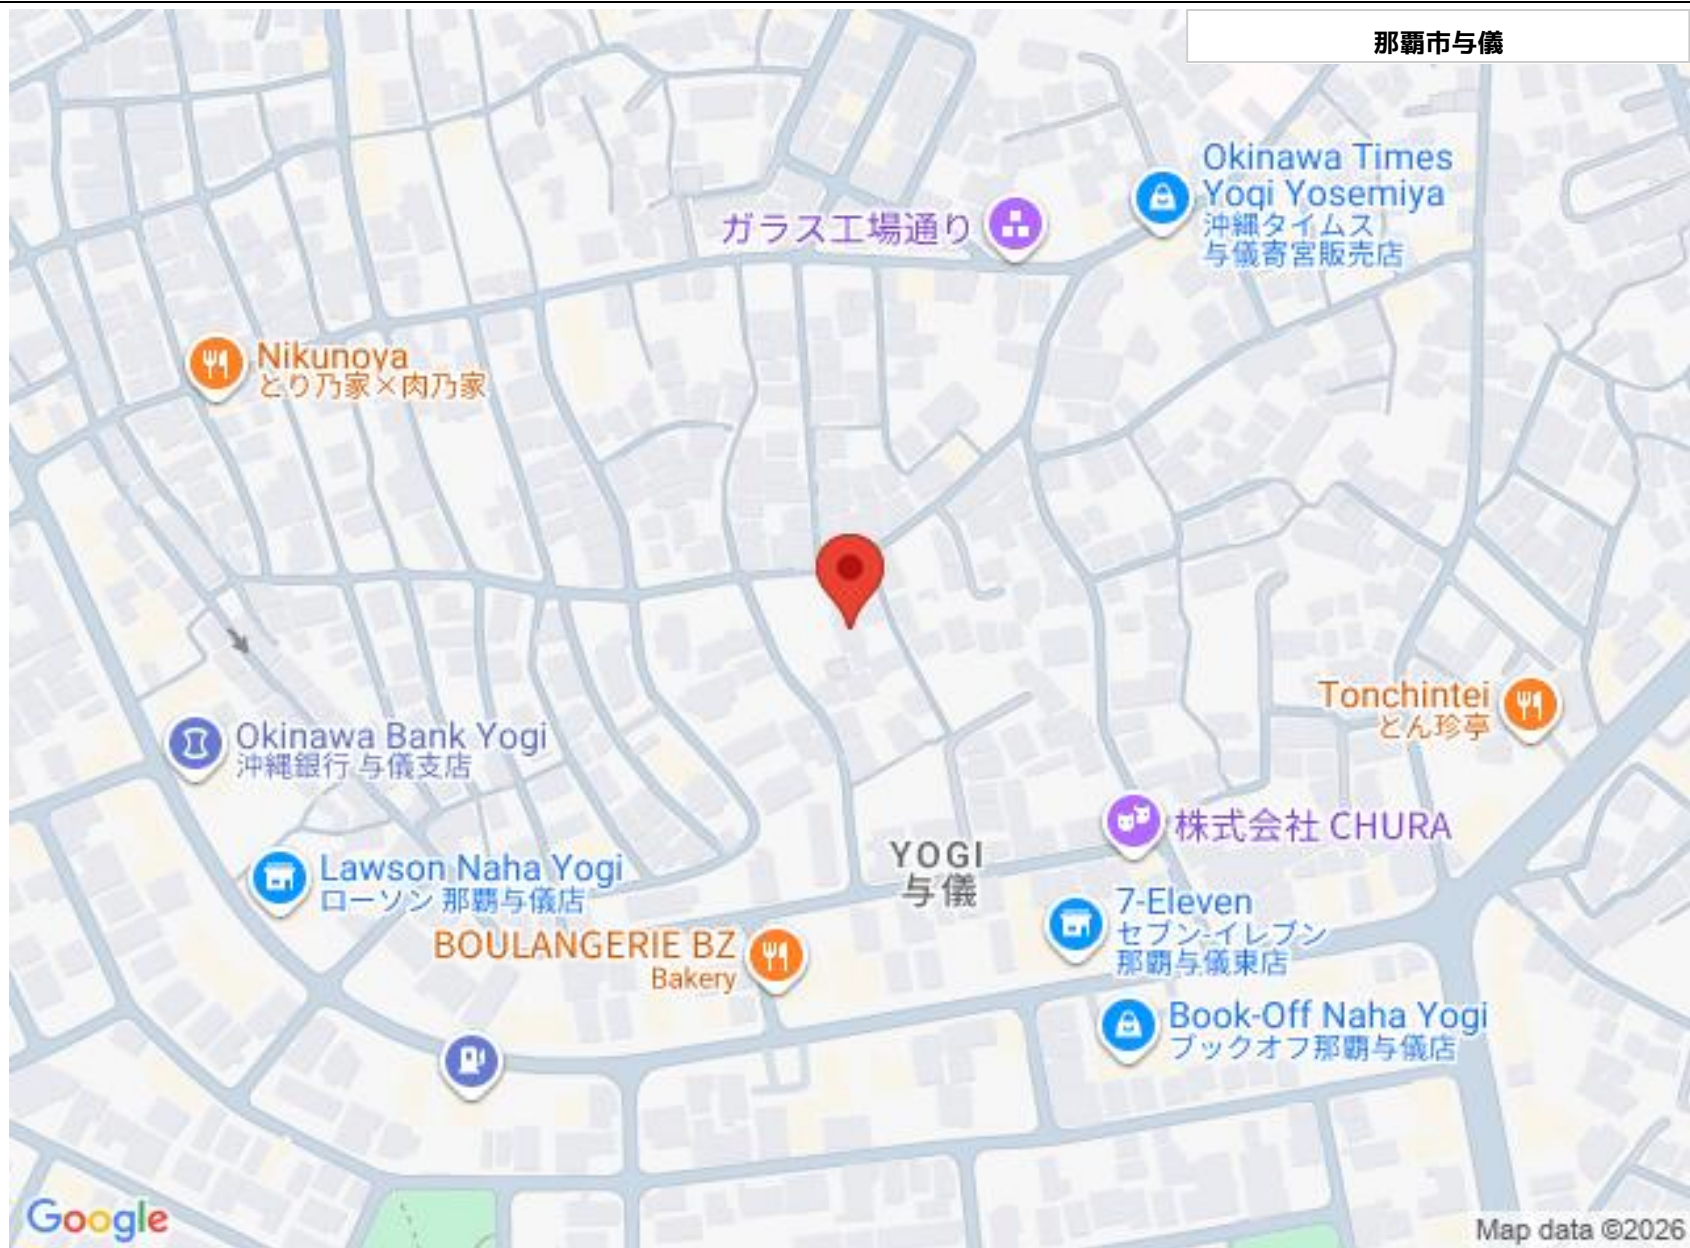 那覇市与儀
Okinawa Times
Yogi Yosemiya
沖縄タイムス
与儀寄宮販売店
ガラス工場通り
Nikunoya
とり乃家×肉乃家
Tonchintei
とん珍亭
Okinawa Bank Yogi
沖縄銀行 与儀支店
株式会社 CHURA
YOGI
与儀
Lawson Naha Yogi
ローソン 那覇与儀店
7-Eleven
セブン-イレブン
那覇与儀東店
BOULANGERIE BZ
Bakery
Book-Off Naha Yogi
ブックオフ那覇与儀店
Google
Map data ©2026